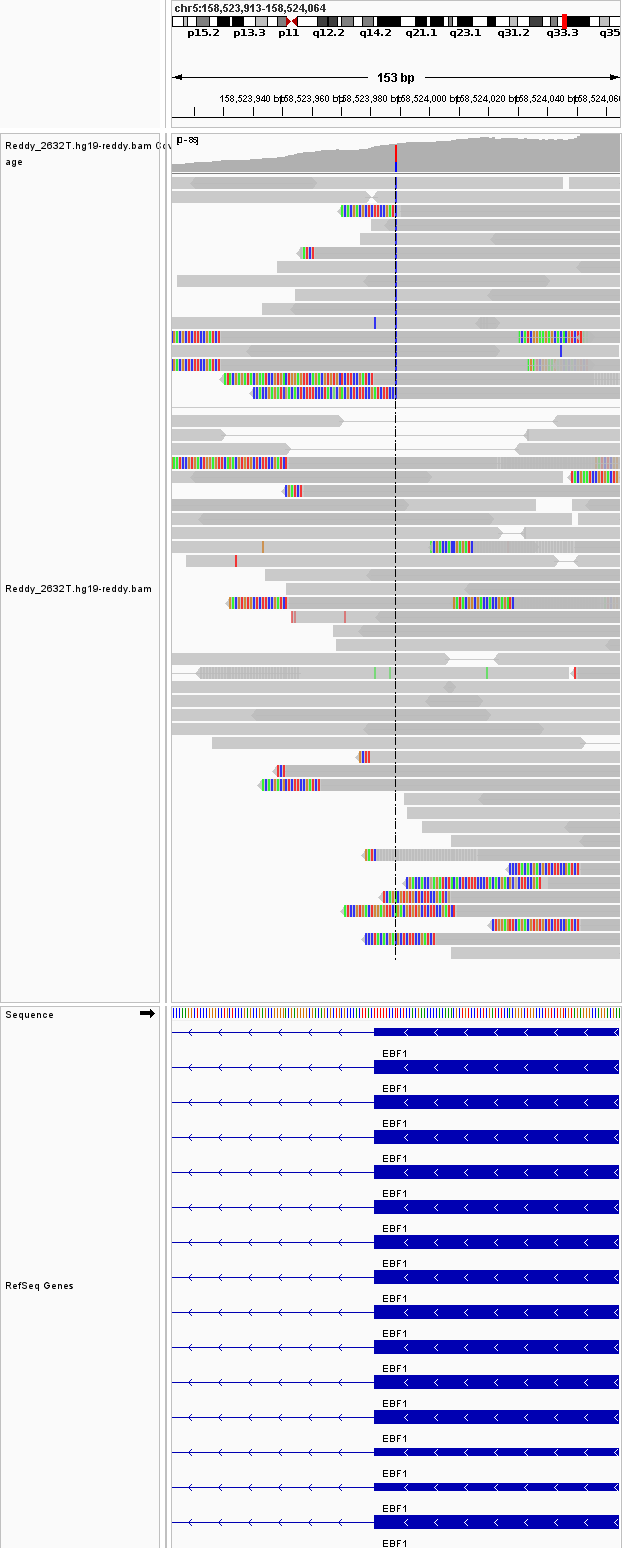 chr5:158,523,913-158,524,064
p15.2 p13.3 p11 q12.2 q14.2 q21.1 q23.1 q31.2 q33.3 q35
153 bp
158,523,940 bp 158,523,960 bp 158,523,980 bp 158,524,000 bp 158,524,020 bp 158,524,040 bp 158,524,060
Reddy_2632T.hg19-reddy.bam Cov
age
[0-86]
Reddy_2632T.hg19-reddy.bam
Sequence
EBF1
EBF1
EBF1
EBF1
EBF1
EBF1
EBF1
RefSeq Genes
EBF1
EBF1
EBF1
EBF1
EBF1
EBF1
EBF1
EBF1